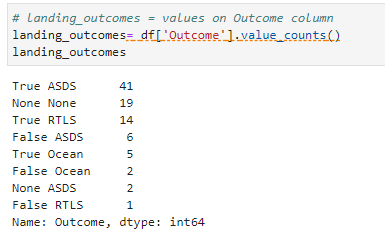 # landing_outcomes = values on Outcome column
landing_outcomes= df['Outcome'].value_counts()
landing_outcomes
True ASDS      41
None None      19
True RTLS      14
False ASDS      6
True Ocean      5
False Ocean     2
None ASDS       2
False RTLS      1
Name: Outcome, dtype: int64